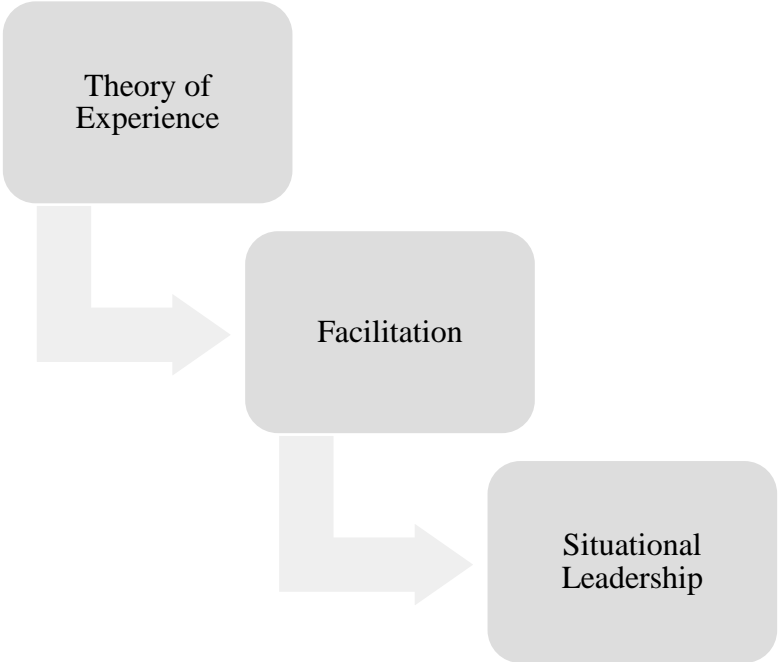 Theory of
Experience
Facilitation
Situational
Leadership